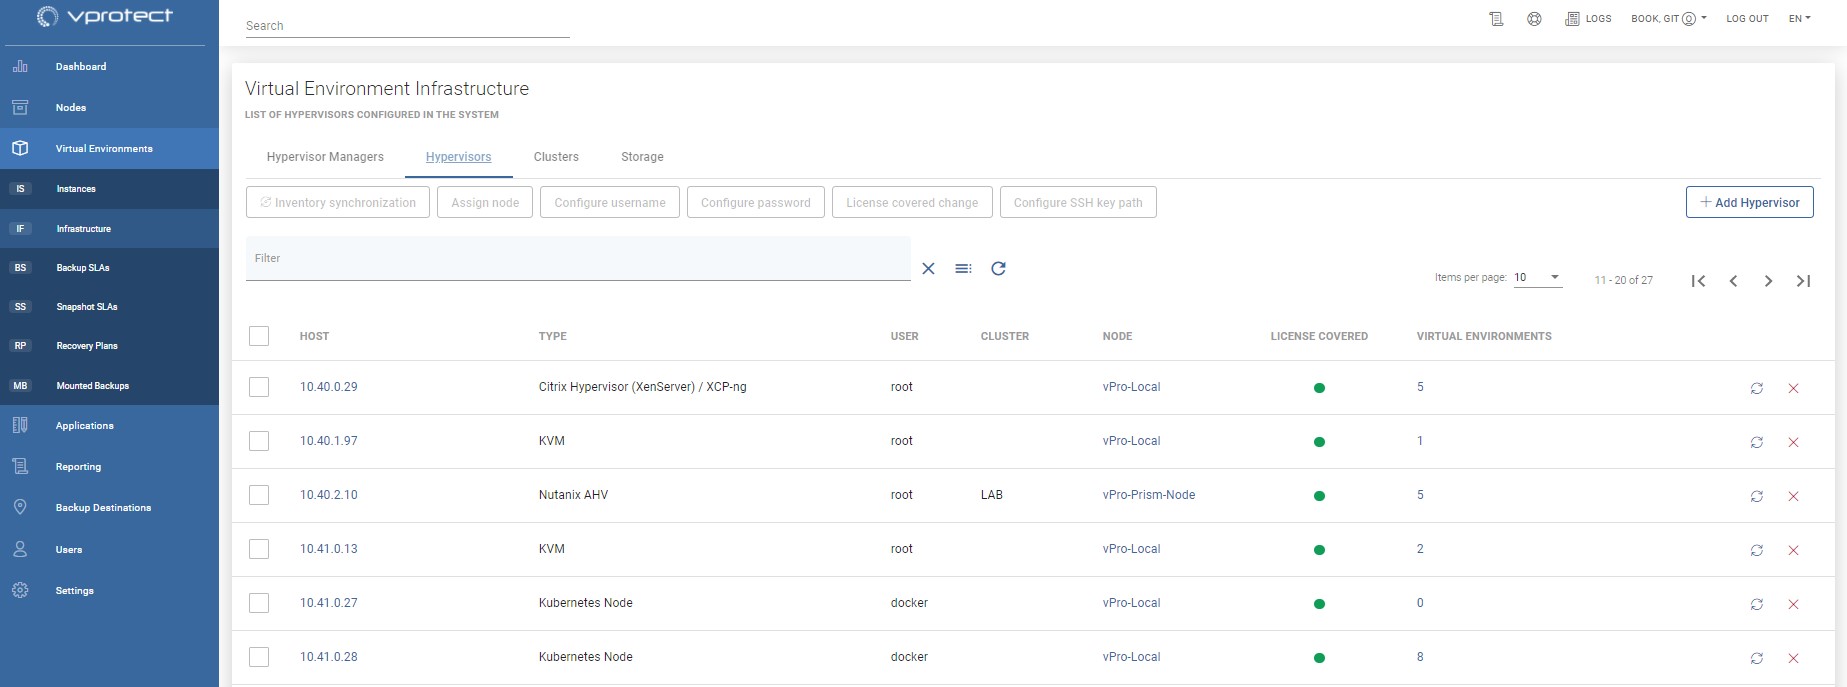 vprotect
Search
LOGS
BOOK, GIT
LOG OUT
EN
Dashboard
Nodes
Virtual Environments
IS Instances
IF Infrastructure
BS Backup SLAs
SS Snapshot SLAs
RP Recovery Plans
MB Mounted Backups
Applications
Reporting
Backup Destinations
Users
Settings
Virtual Environment Infrastructure
LIST OF HYPERVISORS CONFIGURED IN THE SYSTEM
Hypervisor Managers Hypervisors Clusters Storage
Inventory synchronization Assign node Configure username Configure password License covered change Configure SSH key path + Add Hypervisor
Filter
Items per page: 10 11 - 20 of 27
HOST TYPE USER CLUSTER NODE LICENSE COVERED VIRTUAL ENVIRONMENTS
10.40.0.29 Citrix Hypervisor (XenServer) / XCP-ng root vPro-Local 5
10.40.1.97 KVM root vPro-Local 1
10.40.2.10 Nutanix AHV root LAB vPro-Prism-Node 5
10.41.0.13 KVM root vPro-Local 2
10.41.0.27 Kubernetes Node docker vPro-Local 0
10.41.0.28 Kubernetes Node docker vPro-Local 8